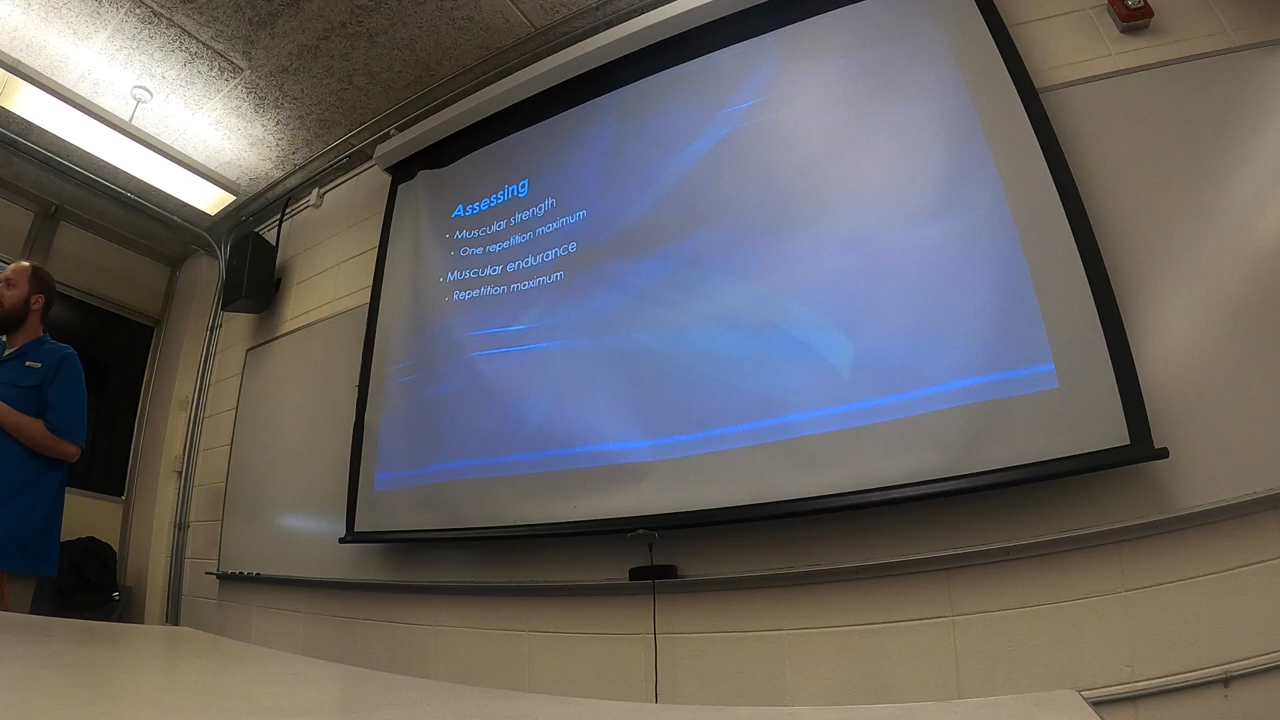 Assessing
• Muscular strength
• One repetition maximum
• Muscular endurance
• Repetition maximum